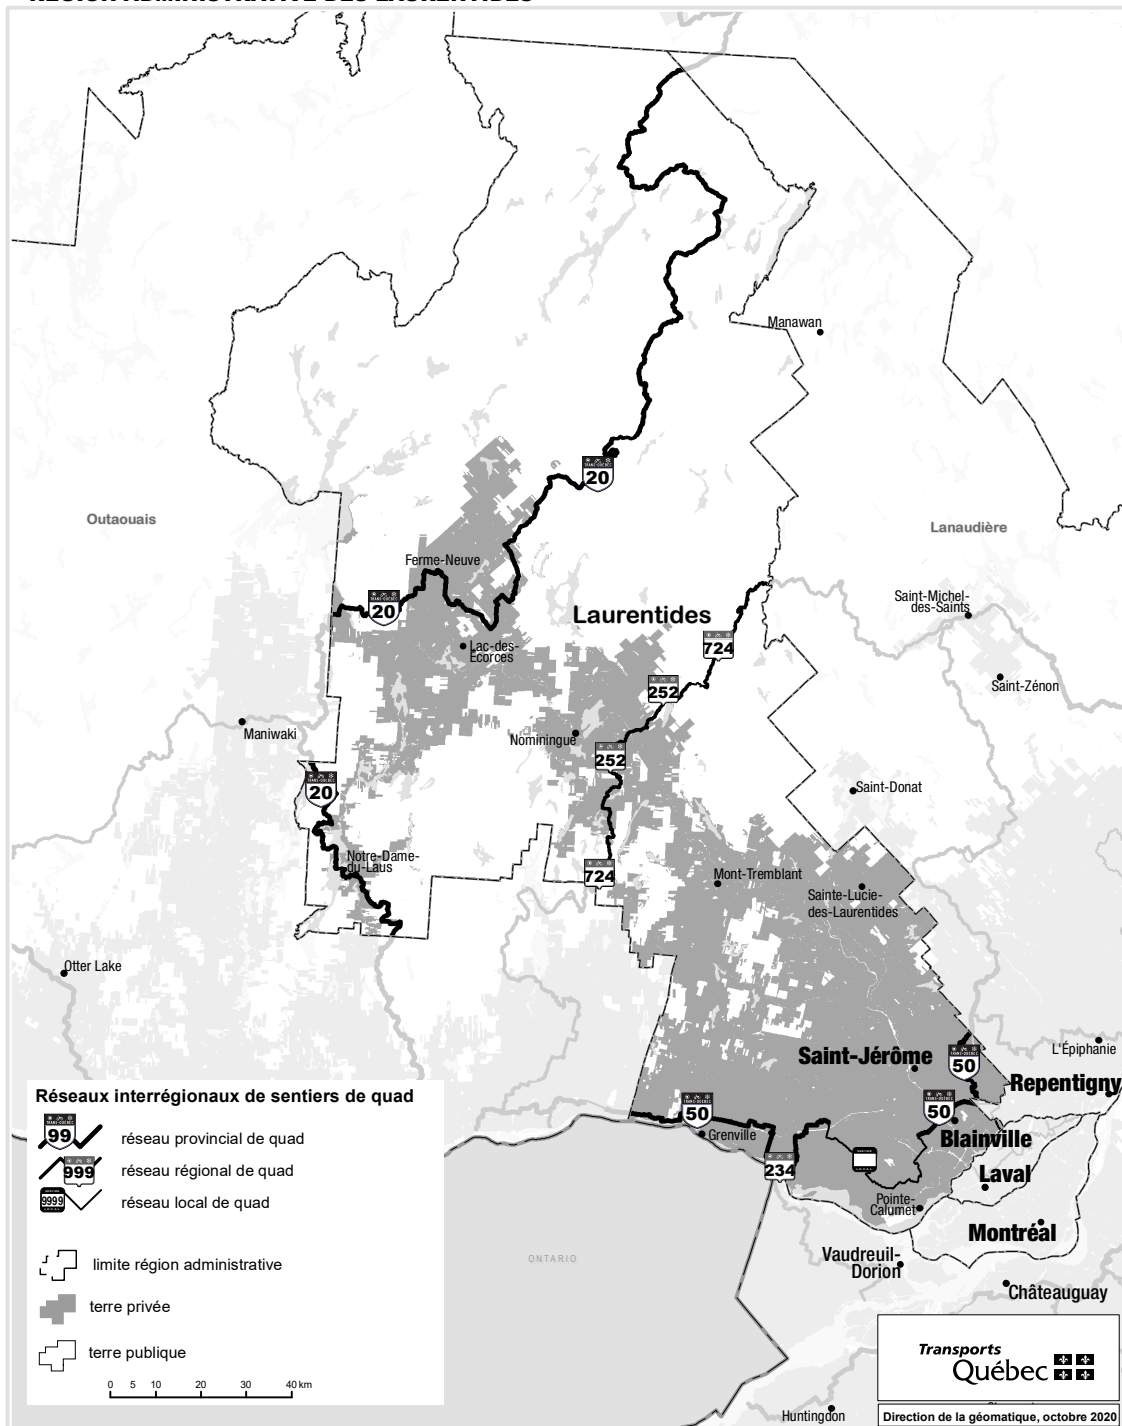 RÉGION ADMINISTRATIVE DES LAURENTIDES
Manawan
20
Outaouais
Lanaudière
Ferme-Neuve
20
Laurentides
Saint-Michel-
des-Saints
724
Lac-des-
Écorces
252
Saint-Zénon
Maniwaki
Nominingue
252
20
Saint-Donat
Notre-Dame-
du-Laus
724
Mont-Tremblant
Sainte-Lucie-
des-Laurentides
Otter Lake
L'Épiphanie
Saint-Jérôme
50
Repentigny
50
50
Grenville
Blainville
234
Laval
Pointe-
Calumet
Montréal
Vaudreuil-
Dorion
ONTARIO
Châteauguay
Huntingdon
Réseaux interrégionaux de sentiers de quad
99
réseau provincial de quad
999
réseau régional de quad
9999
réseau local de quad
limite région administrative
terre privée
terre publique
0 5 10 20 30 40 km
Transports
Québec
Direction de la géomatique, octobre 2020